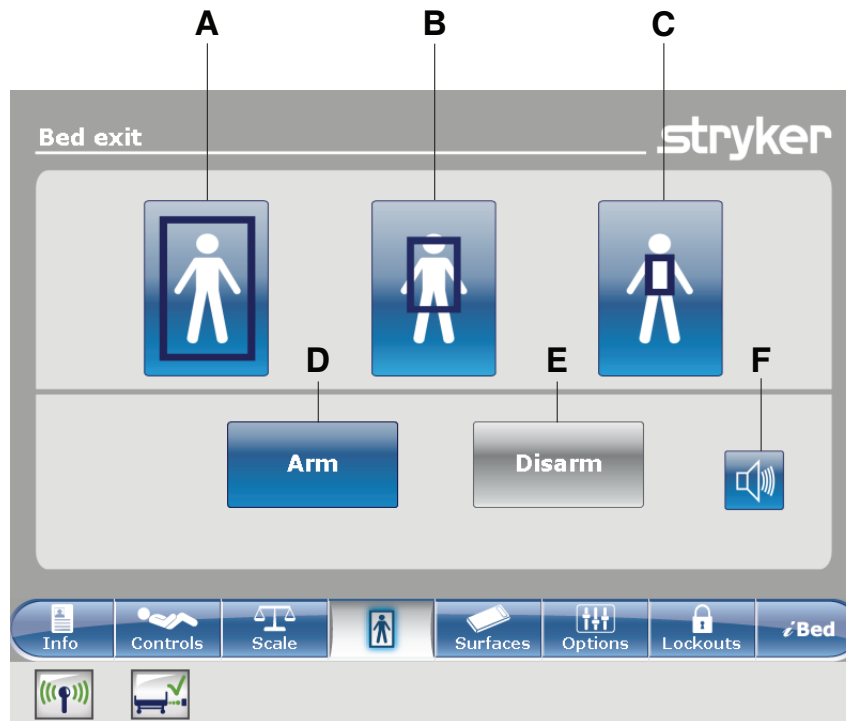 A B C
Bed exit
stryker
D E F
Arm
Disarm
Info
Controls
Scale
Surfaces
Options
Lockouts
iBed